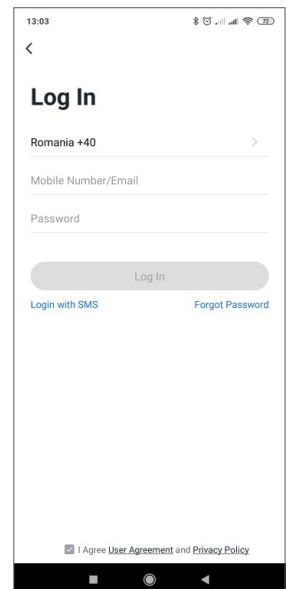 13:03
72
Log In
Romania +40
Mobile Number/Email
Password
Log In
Login with SMS Forgot Password
I Agree User Agreement and Privacy Policy